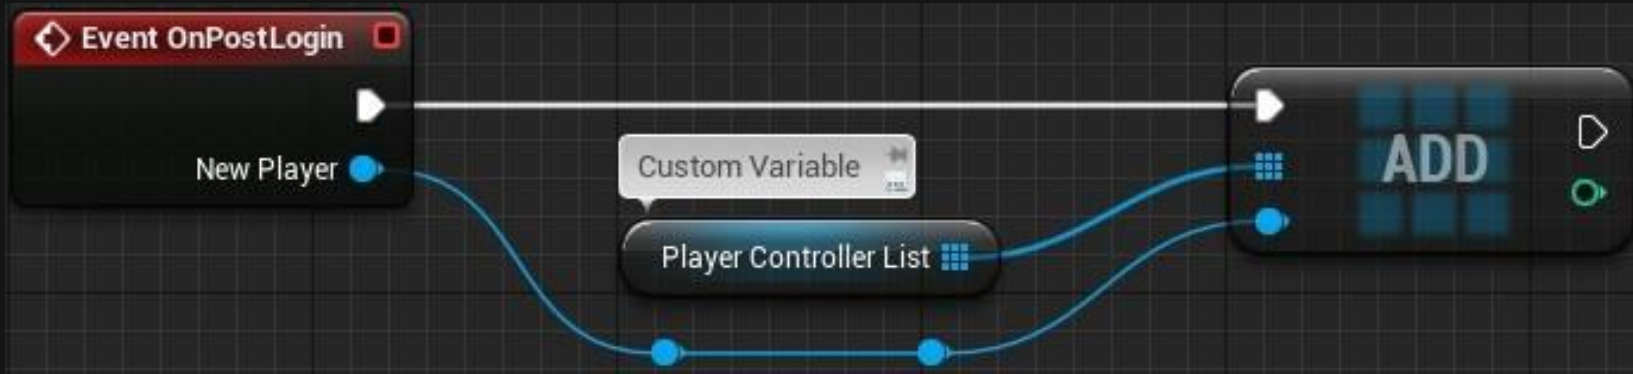 Event OnPostLogin
New Player
Custom Variable
Player Controller List
ADD